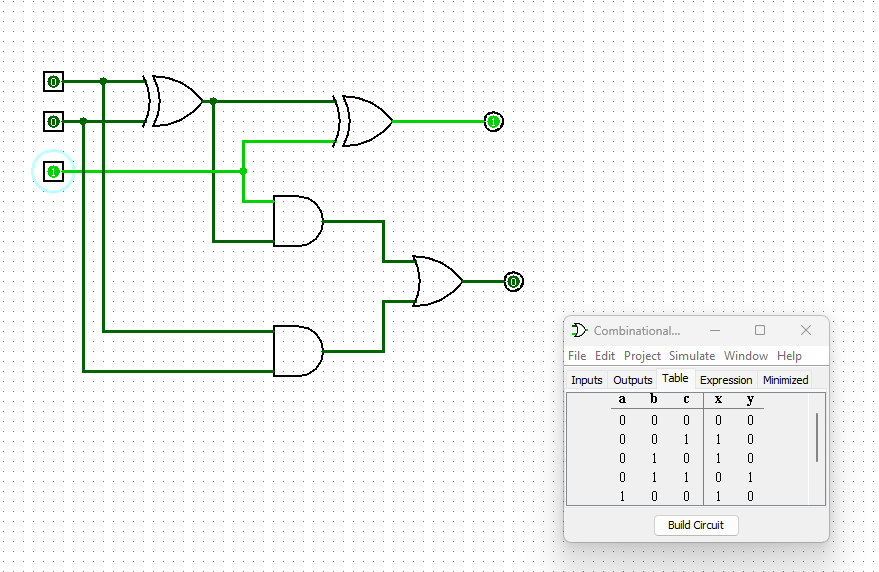 0
0
1
1
0
Combinational...
File Edit Project Simulate Window Help
Inputs Outputs Table Expression Minimized
a b c x y
0 0 0 0 0
0 0 1 1 0
0 1 0 1 0
0 1 1 0 1
1 0 0 1 0
Build Circuit